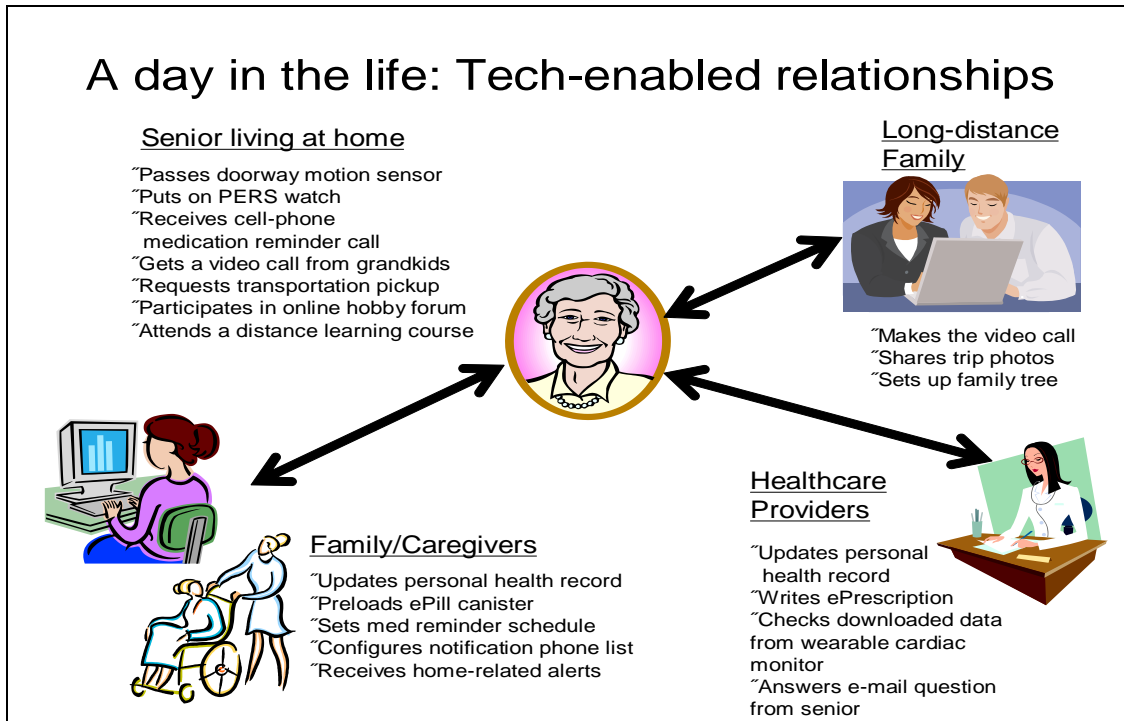 A day in the life: Tech-enabled relationships
Senior living at home
˝Passes doorway motion sensor
˝Puts on PERS watch
˝Receives cell-phone
medication reminder call
˝Gets a video call from grandkids
˝Requests transportation pickup
˝Participates in online hobby forum
˝Attends a distance learning course
Long-distance
Family
˝Makes the video call
˝Shares trip photos
˝Sets up family tree
Family/Caregivers
˝Updates personal health record
˝Preloads ePill canister
˝Sets med reminder schedule
˝Configures notification phone list
˝Receives home-related alerts
Healthcare
Providers
˝Updates personal
health record
˝Writes ePrescription
˝Checks downloaded data
from wearable cardiac
monitor
˝Answers e-mail question
from senior